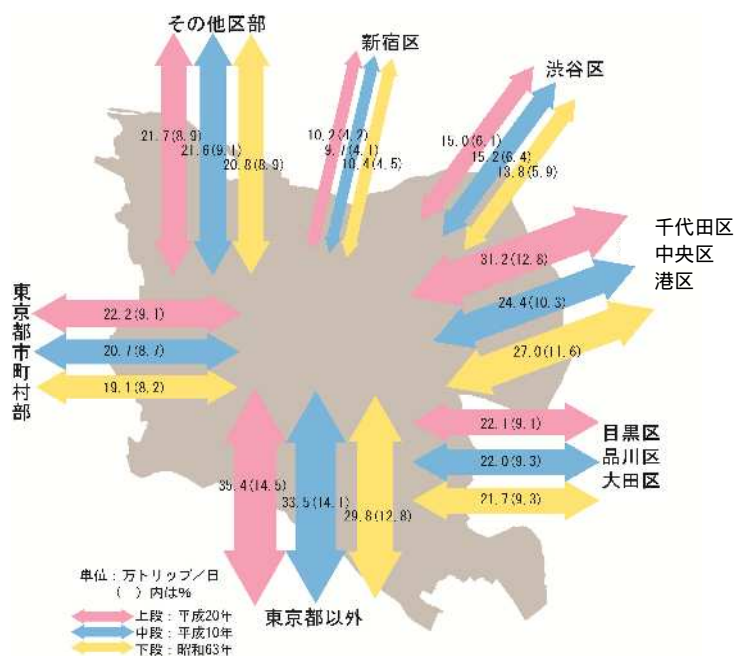 その他区部
新宿区
渋谷区
21.7(8.9)
21.6(9.1)
20.8(8.9)
10.2(4.2)
9.7(4.1)
10.4(4.5)
15.0(6.1)
15.2(6.4)
13.8(5.9)
千代田区
中央区
港区
31.2(12.8)
24.4(10.3)
27.0(11.6)
東京都市町村部
22.2(9.1)
20.7(8.7)
19.1(8.2)
22.1(9.1)
22.0(9.3)
21.7(9.3)
目黒区
品川区
大田区
35.4(14.5)
33.5(14.1)
29.8(12.8)
東京都以外
単位：万トリップ／日
（　）内は%
上段：平成20年
中段：平成10年
下段：昭和63年